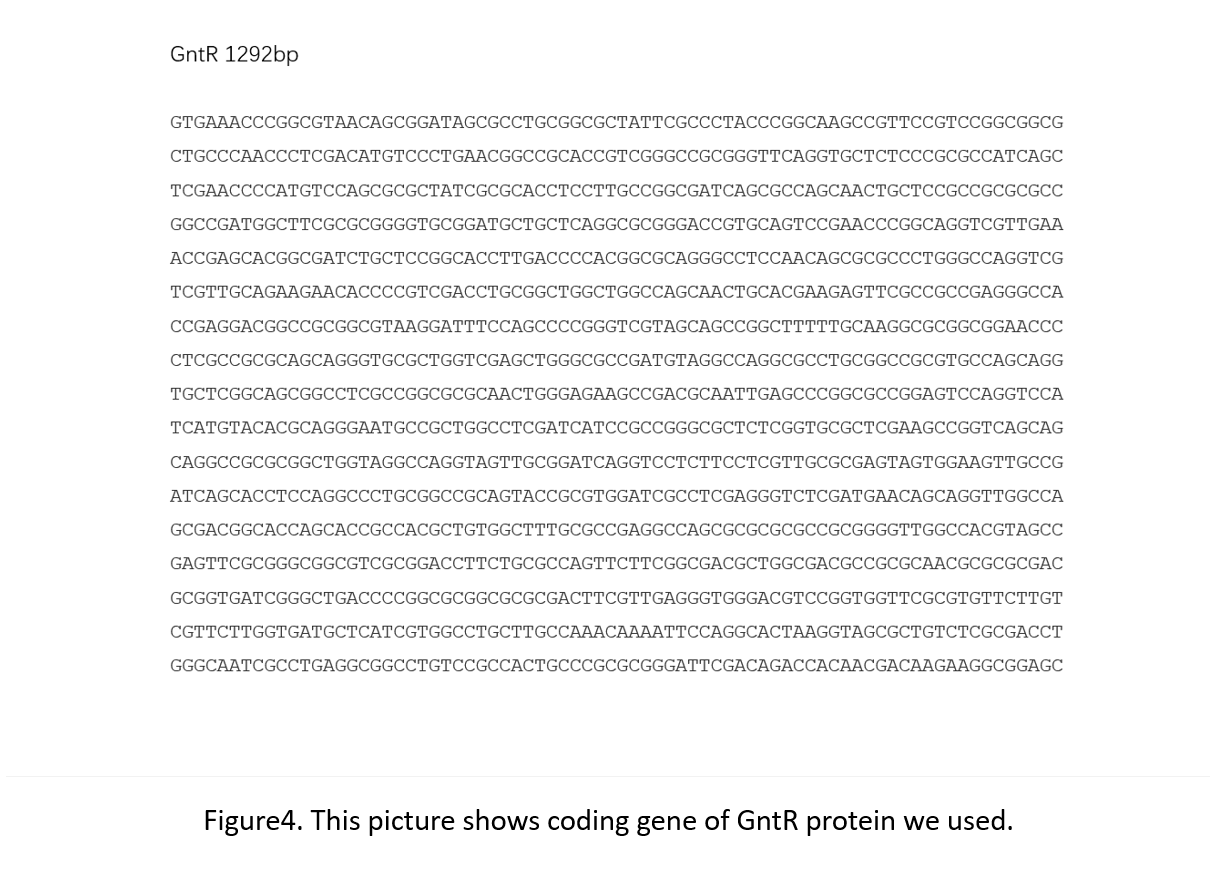 GntR 1292bp
GTGAAACCCGGCGTAACAGCGGATAGCGCCTGCGGCGCTATTCGCCCTACCCGGCAAGCCGTTCCGTCCGGCGGCG
CTGCCCAACCCTCGACATGTCCCTGAACGGCCGCACCGTCGGGCCGCGGGTTCAGGTGCTCTCCCGCGCCATCAGC
TCGAACCCCATGTCCAGCGCGCTATCGCGCACCTCCTTGCCGGCGATCAGCGCCAGCAACTGCTCCGCCGCGCGCC
GGCCGATGGCTTCGCGCGGGGTGCGGATGCTGCTCAGGCGCGGGACCGTGCAGTCCGAACCCGGCAGGTCGTTGAA
ACCGAGCACGGCGATCTGCTCCGGCACCTTGACCCCACGGCGCAGGGCCTCCAACAGCGCGCCCTGGGCCAGGTCG
TCGTTGCAGAAGAACACCCCGTCGACCTGCGGCTGGCTGGCCAGCAACTGCACGAAGAGTTCGCCGCCGAGGGCCA
CCGAGGACGGCCGCGGCGTAAGGATTTCCAGCCCCGGGTCGTAGCAGCCGGCTTTTTGCAAGGCGCGGCGGAACCC
CTCGCCGCGCAGCAGGGTGCGCTGGTCGAGCTGGGCGCCGATGTAGGCCAGGCGCCTGCGGCCGCGTGCCAGCAGG
TGCTCGGCAGCGGCCTCGCCGGCGCGCAACTGGGAGAAGCCGACGCAATTGAGCCCGGCGCCGGAGTCCAGGTCCA
TCATGTACACGCAGGGAATGCCGCTGGCCTCGATCATCCGCCGGGCGCTCTCGGTGCGCTCGAAGCCGGTCAGCAG
CAGGCCGCGCGGCTGGTAGGCCAGGTAGTTGCGGATCAGGTCCTCTTCCTCGTTGCGCGAGTAGTGGAAGTTGCCG
ATCAGCACCTCCAGGCCCTGCGGCCGCAGTACCGCGTGGATCGCCTCGAGGGTCTCGATGAACAGCAGGTTGGCCA
GCGACGGCACCAGCACCGCCACGCTGTGGCTTTGCGCCGAGGCCAGCGCGCGCGCCGCGGGGTTGGCCACGTAGCC
GAGTTCGCGGGCGGCGTCGCGGACCTTCTGCGCCAGTTCTTCGGCGACGCTGGCGACGCCGCGCAACGCGCGCGAC
GCGGTGATCGGGCTGACCCCGGCGCGGCGCGCGACTTCGTTGAGGGTGGGACGTCCGGTGGTTCGCGTGTTCTTGT
CGTTCTTGGTGATGCTCATCGTGGCCTGCTTGCCAAACAAAATTCCAGGCACTAAGGTAGCGCTGTCTCGCGACCT
GGGCAATCGCCTGAGGCGGCCTGTCCGCCACTGCCCGCGCGGGATTCGACAGACCACAACGACAAGAAGGCGGAGC
Figure4. This picture shows coding gene of GntR protein we used.